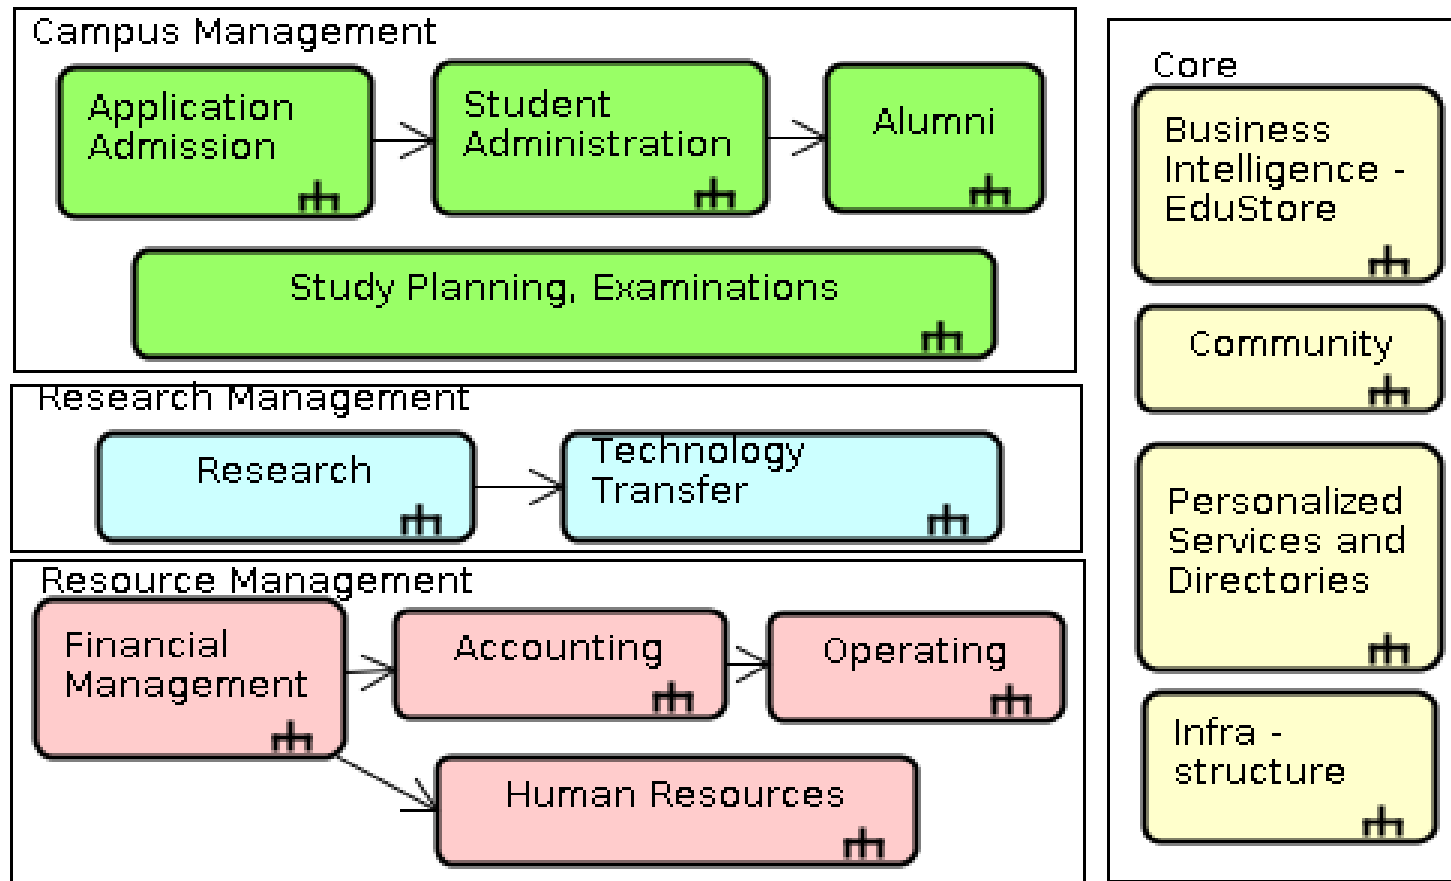 Campus Management
Application
Admission
Student
Administration
Alumni
Study Planning, Examinations
Research Management
Research
Technology
Transfer
Resource Management
Financial
Management
Accounting
Operating
Human Resources
Core
Business
Intelligence -
EduStore
Community
Personalized
Services and
Directories
Infra -
structure